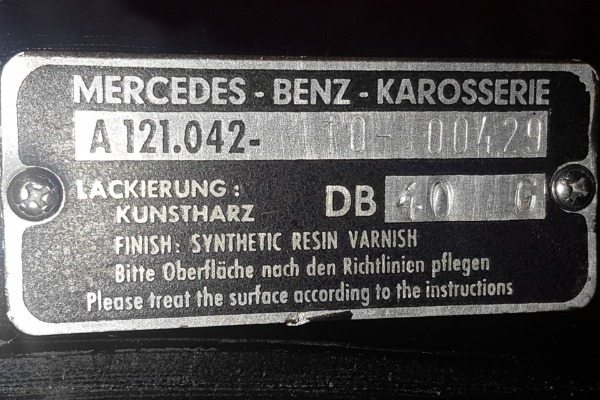 MERCEDES - BENZ - KAROSSERIE
A 121.042- 10- 00429
LACKIERUNG :
KUNSTHARZ
DB 40 G
FINISH: SYNTHETIC RESIN VARNISH
Bitte Oberfläche nach den Richtlinien pflegen
Please treat the surface according to the instructions